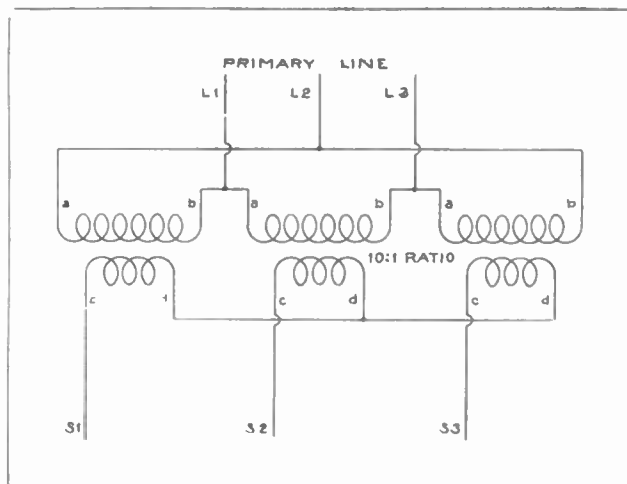 PRIMARY LINE
L1 L2 L3
a b a b a b
10:1 RATIO
c d c d c d
S1 S2 S3